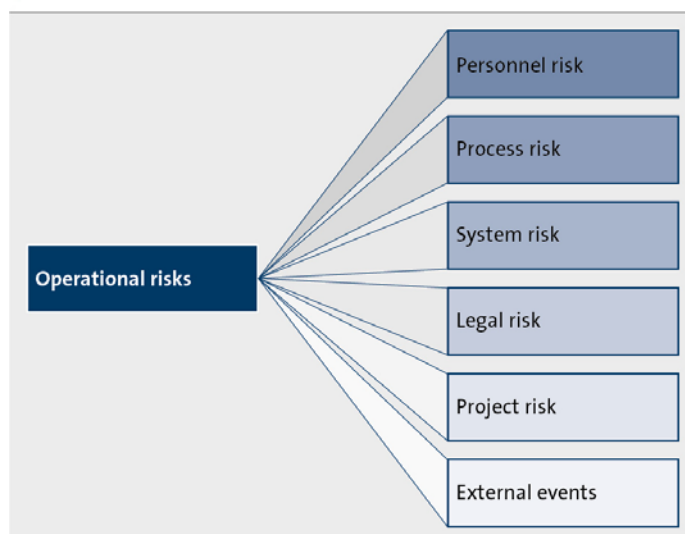 Personnel risk
Process risk
System risk
Operational risks
Legal risk
Project risk
External events